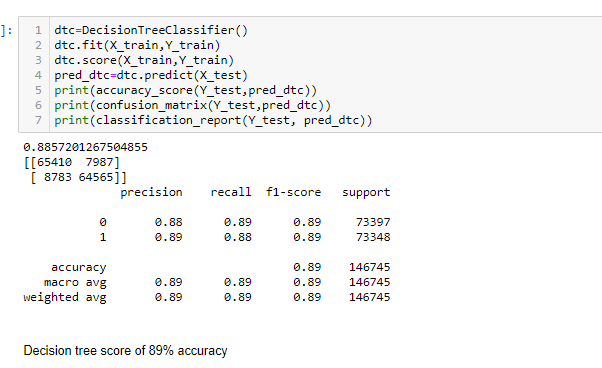 ]:
1 dtc=DecisionTreeClassifier()
2 dtc.fit(X_train,Y_train)
3 dtc.score(X_train,Y_train)
4 pred_dtc=dtc.predict(X_test)
5 print(accuracy_score(Y_test,pred_dtc))
6 print(confusion_matrix(Y_test,pred_dtc))
7 print(classification_report(Y_test, pred_dtc))
0.8857201267504855
[[65410  7987]
 [ 8783 64565]]
              precision    recall  f1-score   support
           0       0.88      0.89      0.89     73397
           1       0.89      0.88      0.89     73348
    accuracy                           0.89    146745
   macro avg       0.89      0.89      0.89    146745
weighted avg       0.89      0.89      0.89    146745
Decision tree score of 89% accuracy